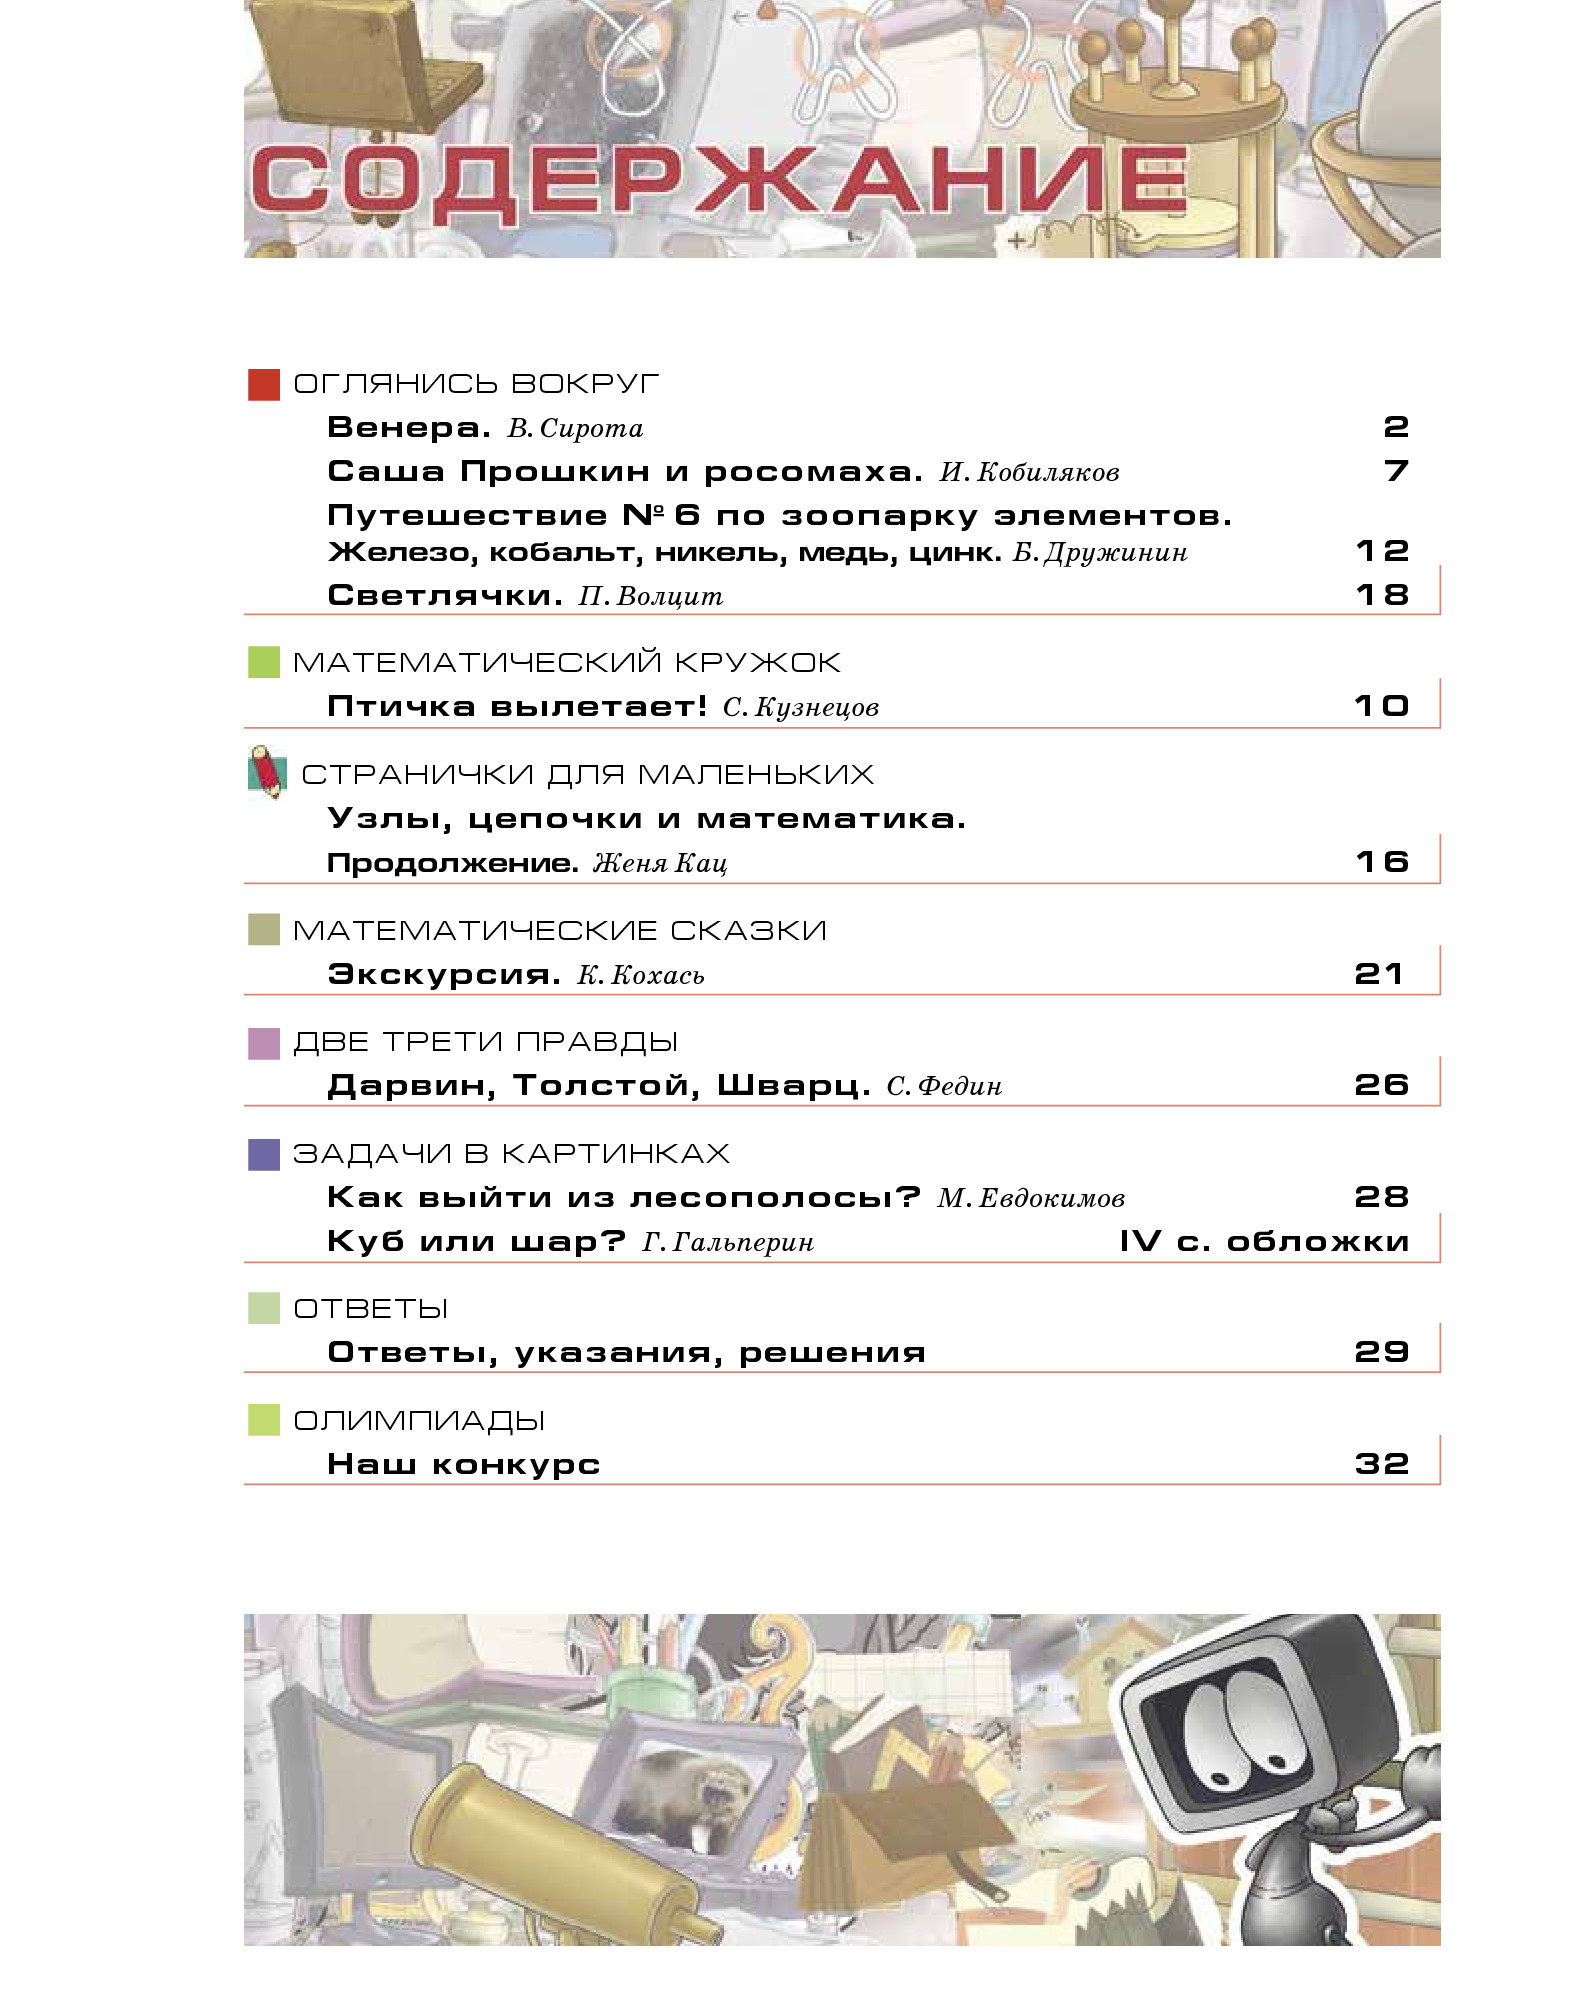 СОДЕРЖАНИЕ
ОГЛЯНИСЬ ВОКРУГ
Венера. В. Сирота 2
Саша Прошкин и росомаха. И. Кобиляков 7
Путешествие № 6 по зоопарку элементов.
Железо, кобальт, никель, медь, цинк. Б. Дружинин 12
Светлячки. П. Волцит 18
МАТЕМАТИЧЕСКИЙ КРУЖОК
Птичка вылетает! С. Кузнецов 10
СТРАНИЧКИ ДЛЯ МАЛЕНЬКИХ
Узлы, цепочки и математика.
Продолжение. Женя Кац 16
МАТЕМАТИЧЕСКИЕ СКАЗКИ
Экскурсия. К. Кохась 21
ДВЕ ТРЕТИ ПРАВДЫ
Дарвин, Толстой, Шварц. С. Федин 26
ЗАДАЧИ В КАРТИНКАХ
Как выйти из лесополосы? М. Евдокимов 28
Куб или шар? Г. Гальперин IV с. обложки
ОТВЕТЫ
Ответы, указания, решения 29
ОЛИМПИАДЫ
Наш конкурс 32